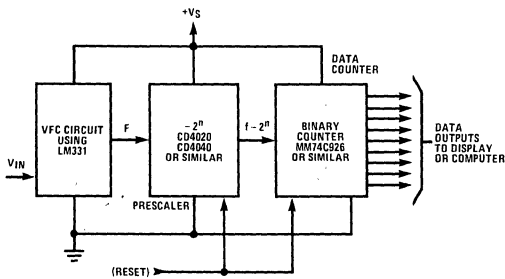 +VS
DATA
COUNTER
VFC CIRCUIT
USING
LM331
F
– 2ⁿ
CD4020
CD4040
OR SIMILAR
f – 2ⁿ
BINARY
COUNTER
MM74C926
OR SIMILAR
DATA
OUTPUTS
TO DISPLAY
OR COMPUTER
VIN
PRESCALER
(RESET)